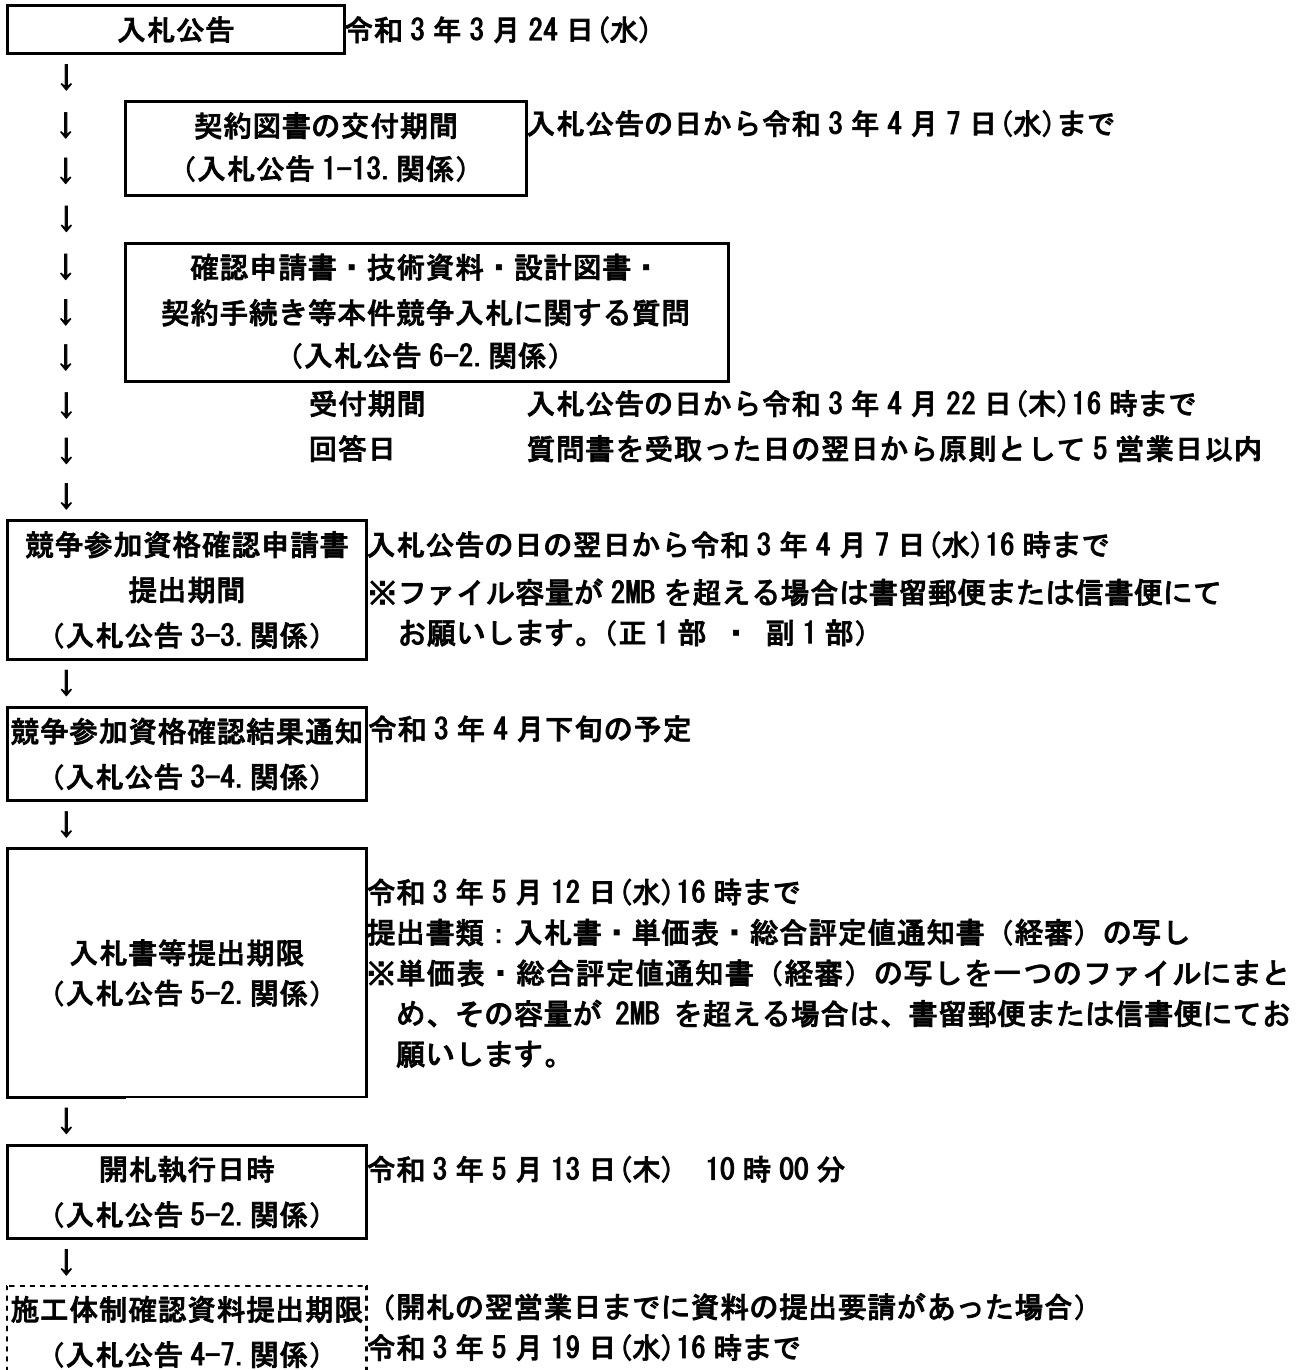 入札公告 令和3年3月24日(水)
↓
↓ 契約図書の交付期間 入札公告の日から令和3年4月7日(水)まで
↓ (入札公告1-13.関係)
↓
↓ 確認申請書・技術資料・設計図書・
↓ 契約手続き等本件競争入札に関する質問
↓ (入札公告6-2.関係)
↓ 受付期間 入札公告の日から令和3年4月22日(木)16時まで
↓ 回答日 質問書を受取った日の翌日から原則として5営業日以内
↓
競争参加資格確認申請書 入札公告の日の翌日から令和3年4月7日(水)16時まで
提出期間 ※ファイル容量が2MBを超える場合は書留郵便または信書便にて
(入札公告3-3.関係) お願いします。(正1部 ・ 副1部)
↓
競争参加資格確認結果通知 令和3年4月下旬の予定
(入札公告3-4.関係)
↓
令和3年5月12日(水)16時まで
提出書類：入札書・単価表・総合評定値通知書（経審）の写し
入札書等提出期限 ※単価表・総合評定値通知書（経審）の写しを一つのファイルにまと
(入札公告5-2.関係) め、その容量が 2MB を超える場合は、書留郵便または信書便にてお
願いします。
↓
開札執行日時 令和3年5月13日(木) 10時00分
(入札公告5-2.関係)
↓
施工体制確認資料提出期限 (開札の翌営業日までに資料の提出要請があった場合)
(入札公告4-7.関係) 令和3年5月19日(水)16時まで